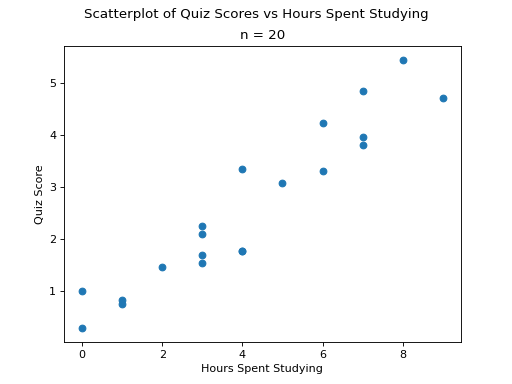 Scatterplot of Quiz Scores vs Hours Spent Studying
n = 20
5
4
3
2
1
Quiz Score
0 2 4 6 8
Hours Spent Studying